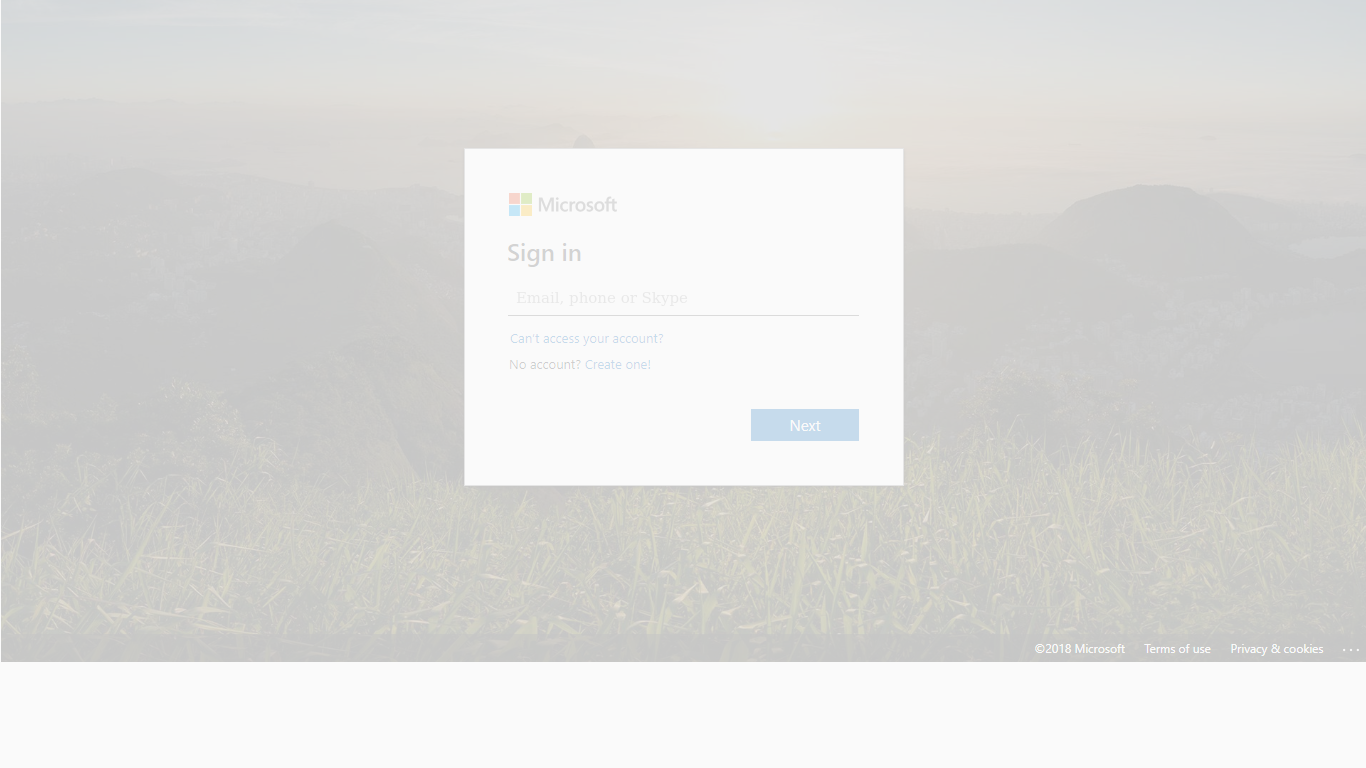 Microsoft
Sign in
Email, phone or Skype
Can't access your account?
No account? Create one!
Next
©2018 Microsoft Terms of use Privacy & cookies ...